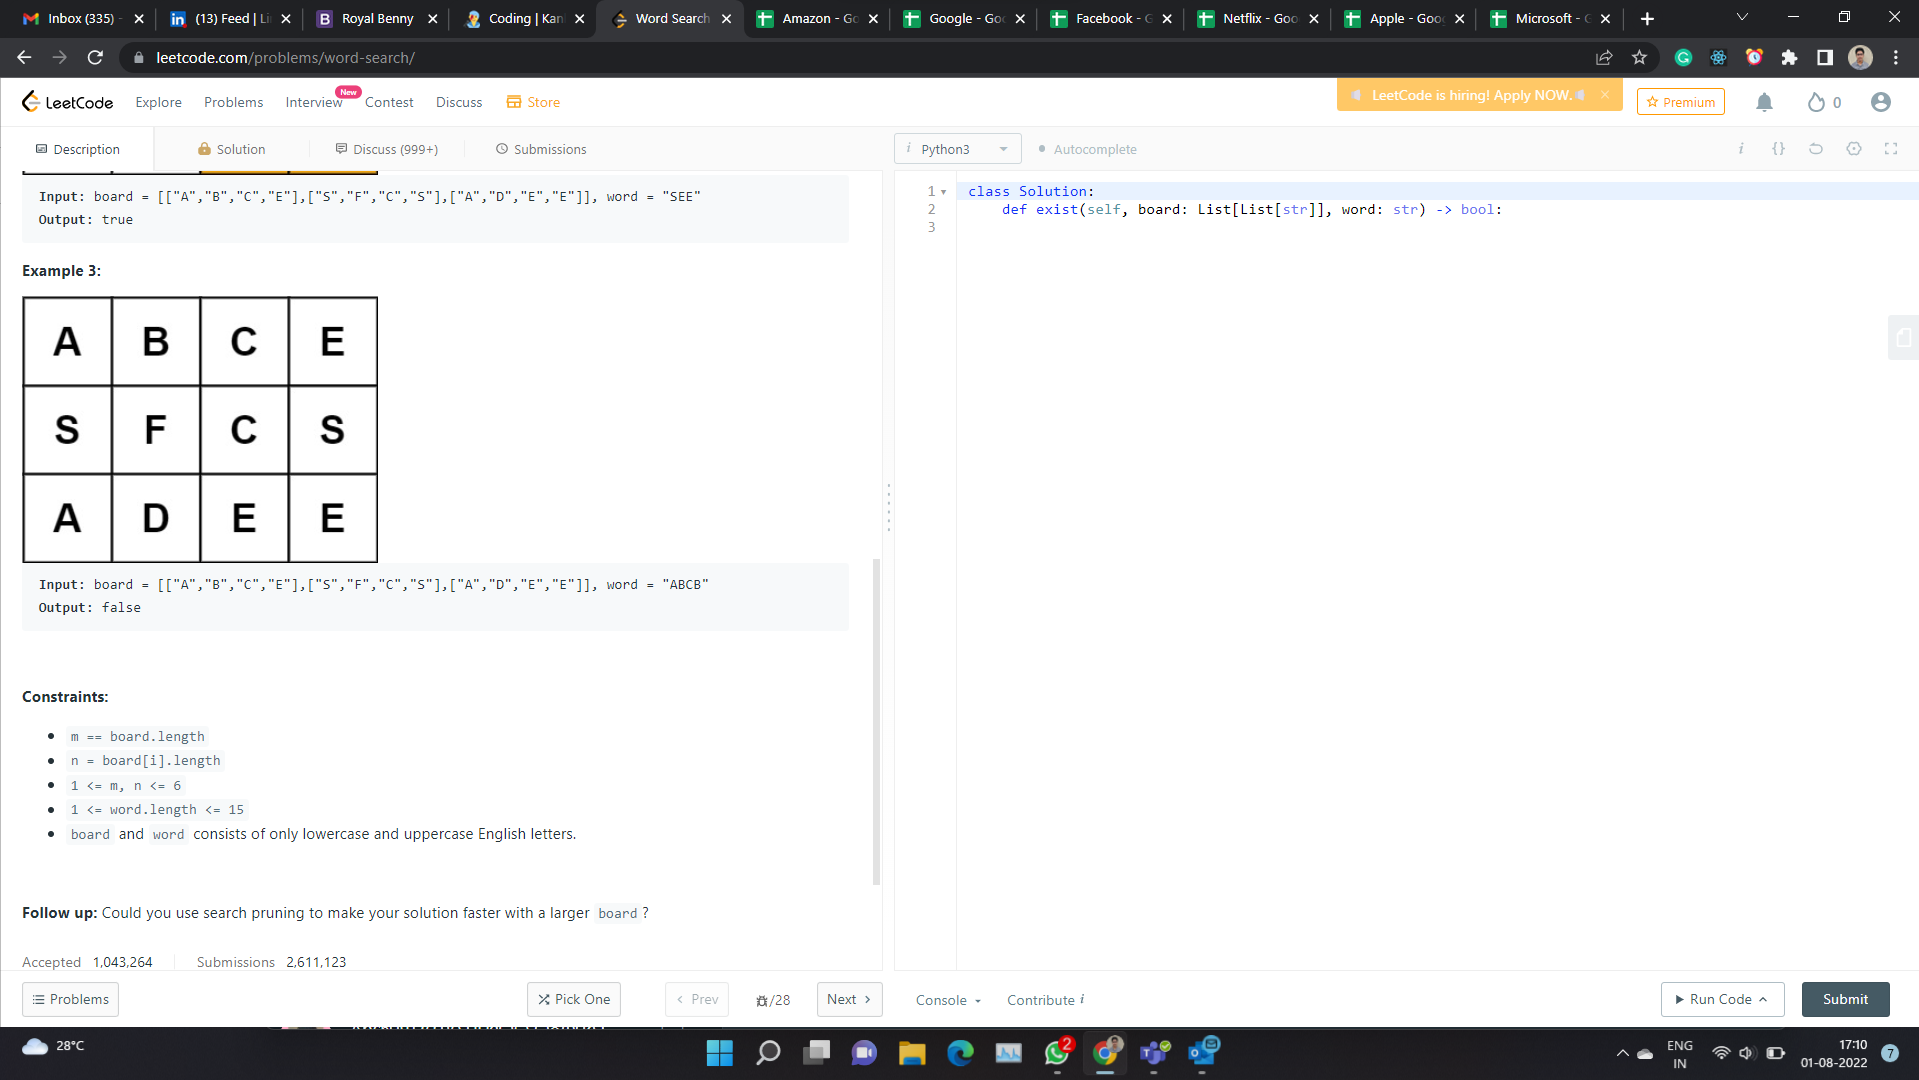 Inbox (335) -
(13) Feed | Li
Royal Benny
Coding | Kan
Word Search
Amazon - Go
Google - Goo
Facebook - G
Netflix - Goo
Apple - Goog
Microsoft - G
leetcode.com/problems/word-search/
LeetCode
Explore
Problems
Interview
New
Contest
Discuss
Store
LeetCode is hiring! Apply NOW.
Premium
0
Description
Solution
Discuss (999+)
Submissions
i Python3
Autocomplete
Input: board = [["A","B","C","E"],["S","F","C","S"],["A","D","E","E"]], word = "SEE"
Output: true
Example 3:
A B C E
S F C S
A D E E
Input: board = [["A","B","C","E"],["S","F","C","S"],["A","D","E","E"]], word = "ABCB"
Output: false
Constraints:
m == board.length
n = board[i].length
1 <= m, n <= 6
1 <= word.length <= 15
board and word consists of only lowercase and uppercase English letters.
Follow up: Could you use search pruning to make your solution faster with a larger board ?
Accepted 1,043,264
Submissions 2,611,123
1 class Solution:
2 def exist(self, board: List[List[str]], word: str) -> bool:
3
Problems
Pick One
Prev
/28
Next
Console
Contribute i
Run Code
Submit
28°C
2
ENG
IN
17:10
01-08-2022
7